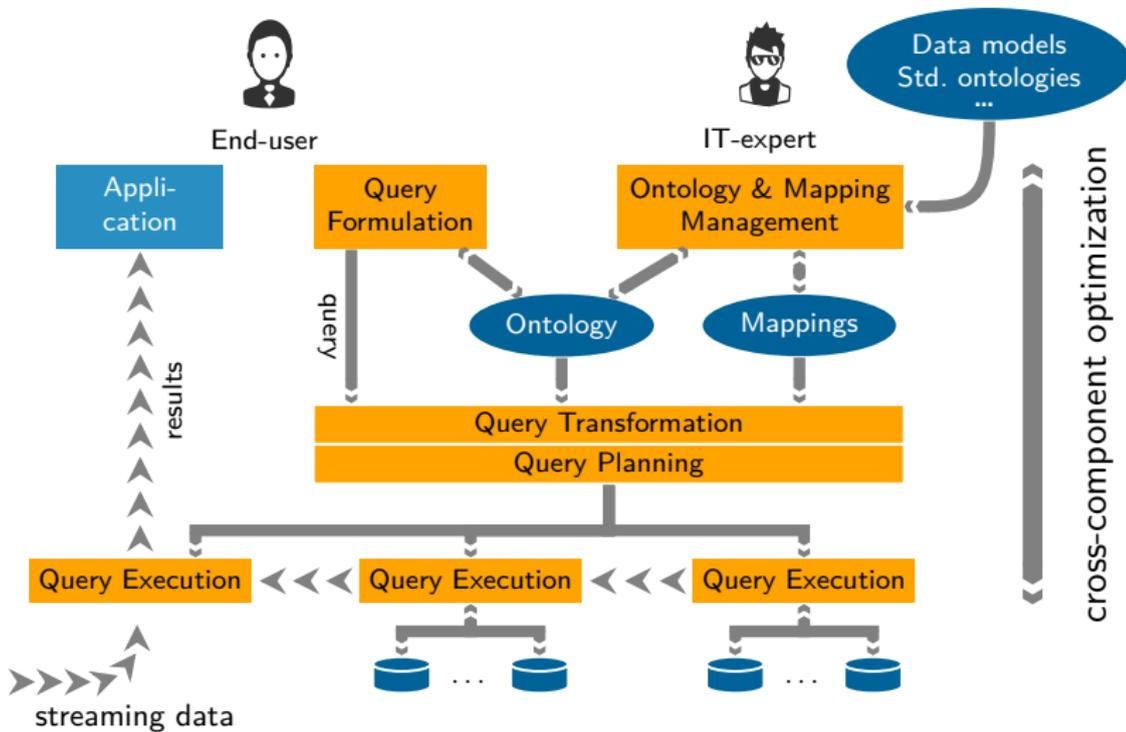 Data models
Std. ontologies
...
End-user
IT-expert
Appli-
cation
Query
Formulation
Ontology & Mapping
Management
query
Ontology
Mappings
results
Query Transformation
Query Planning
cross-component optimization
Query Execution
Query Execution
Query Execution
...
...
streaming data